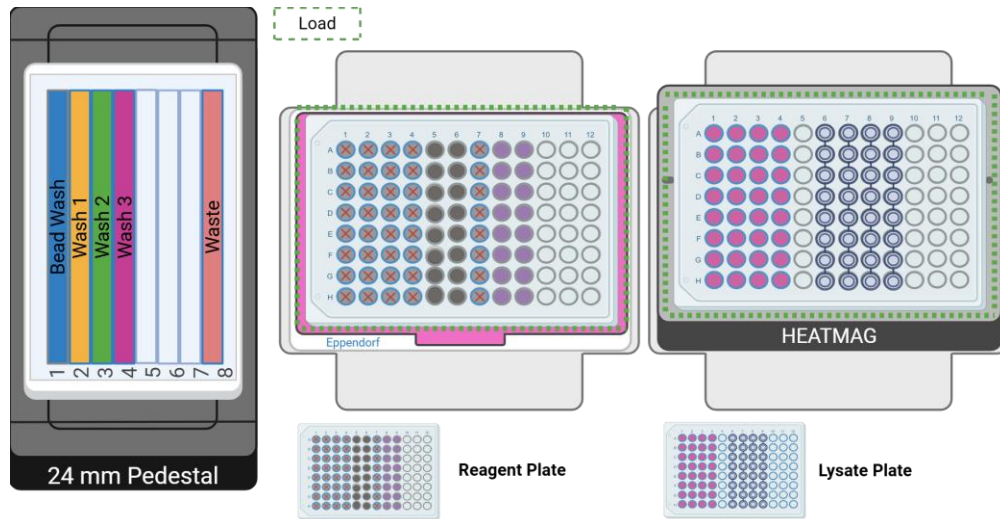 Load
Bead Wash
Wash 1
Wash 2
Wash 3
Waste
1 2 3 4 5 6 7 8
24 mm Pedestal
1 2 3 4 5 6 7 8 9 10 11 12
A
B
C
D
E
F
G
H
Eppendorf
1 2 3 4 5 6 7 8 9 10 11 12
A
B
C
D
E
F
G
H
HEATMAG
Reagent Plate
Lysate Plate